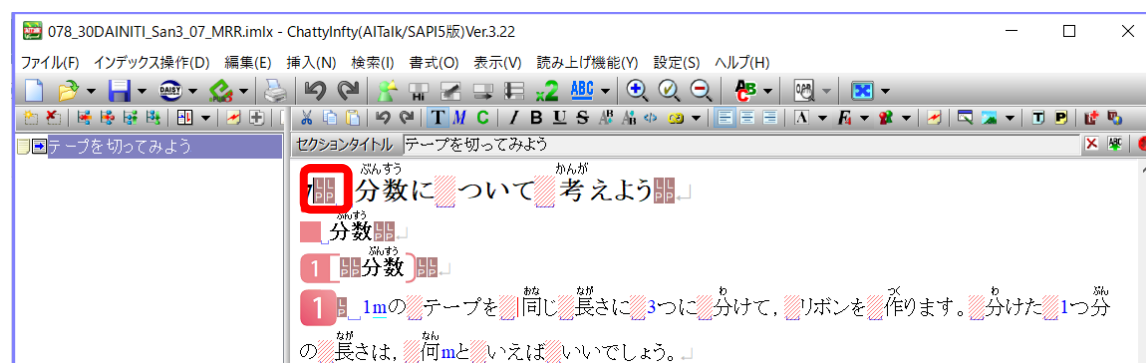 078_30DAINITI_San3_07_MRR.imlx - ChattyInfty(AITalk/SAPI5版)Ver.3.22
ファイル(F) インデックス操作(D) 編集(E) 挿入(N) 検索(I) 書式(O) 表示(V) 読み上げ機能(Y) 設定(S) ヘルプ(H)
テープを切ってみよう
セクションタイトル テープを切ってみよう
ぶんすう かんが
7 分数に ついて 考えよう
ぶんすう
分数
ぶんすう
1 分数
おな なが わ つく わ ぶん
1 1mの テープを 同じ 長さに 3つに 分けて, リボンを 作ります。 分けた 1つ分
なが なん
の 長さは, 何mと いえば いいでしょう。